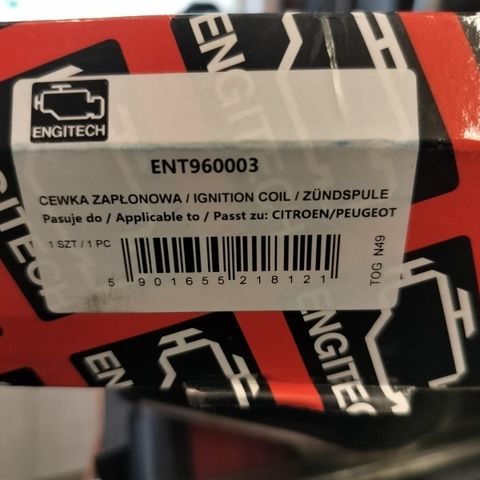 ENGITECH
ENT960003
CEWKA ZAPŁONOWA / IGNITION COIL / ZÜNDSPULE
Pasuje do / Applicable to / Passt zu: CITROEN/PEUGEOT
1 SZT / 1 PC
5 901655 218121
TOG N49
ENGITECH
ENGITECH
ENGITECH